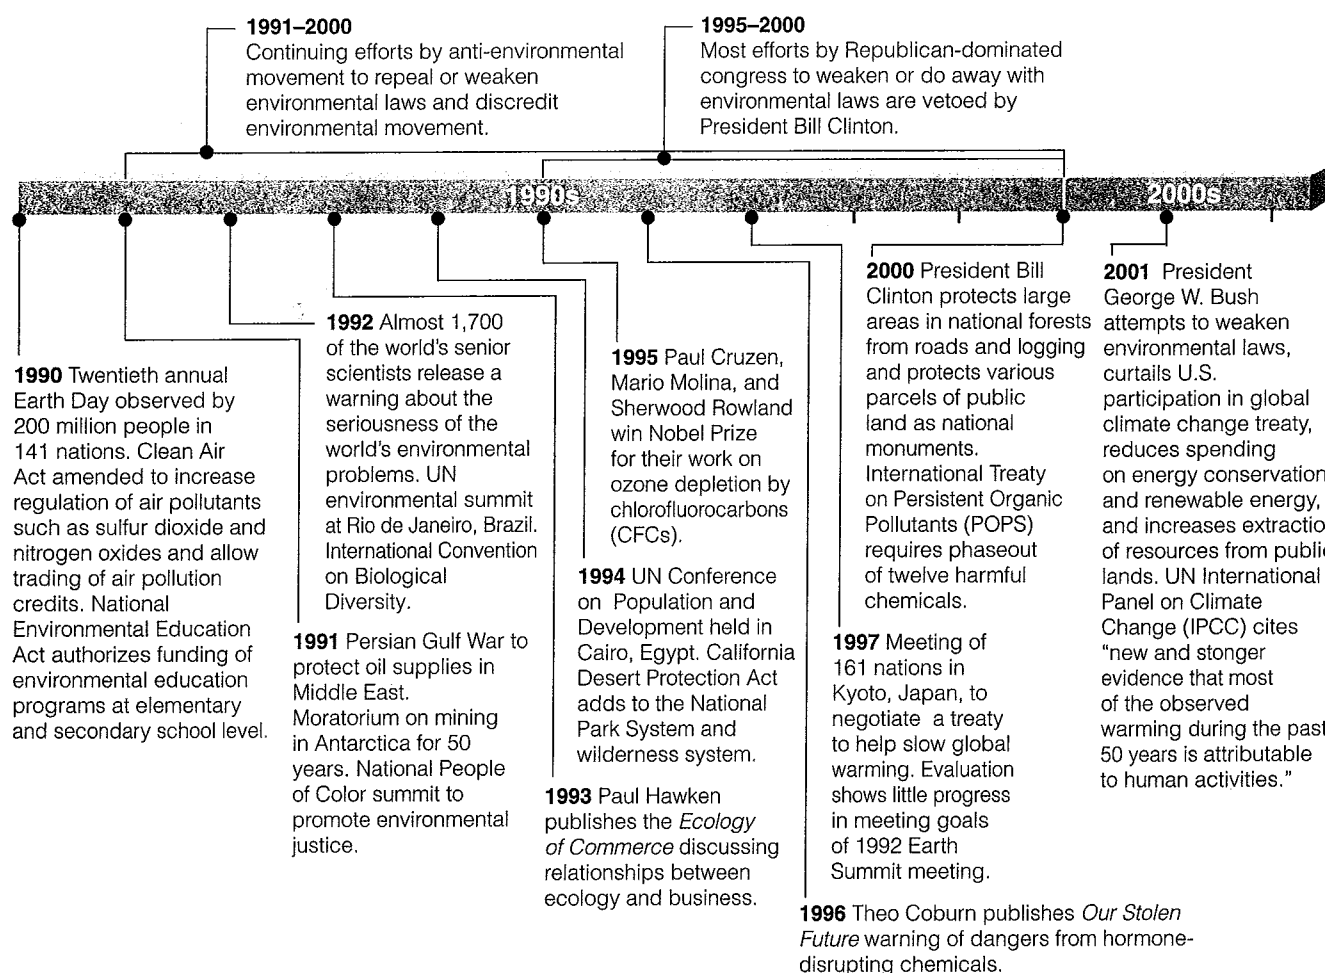 1991–2000
Continuing efforts by anti-environmental
movement to repeal or weaken
environmental laws and discredit
environmental movement.
1995–2000
Most efforts by Republican-dominated
congress to weaken or do away with
environmental laws are vetoed by
President Bill Clinton.
1990s
2000s
1990 Twentieth annual
Earth Day observed by
200 million people in
141 nations. Clean Air
Act amended to increase
regulation of air pollutants
such as sulfur dioxide and
nitrogen oxides and allow
trading of air pollution
credits. National
Environmental Education
Act authorizes funding of
environmental education
programs at elementary
and secondary school level.
1991 Persian Gulf War to
protect oil supplies in
Middle East.
Moratorium on mining
in Antarctica for 50
years. National People
of Color summit to
promote environmental
justice.
1992 Almost 1,700
of the world's senior
scientists release a
warning about the
seriousness of the
world's environmental
problems. UN
environmental summit
at Rio de Janeiro, Brazil.
International Convention
on Biological
Diversity.
1993 Paul Hawken
publishes the Ecology
of Commerce discussing
relationships between
ecology and business.
1994 UN Conference
on Population and
Development held in
Cairo, Egypt. California
Desert Protection Act
adds to the National
Park System and
wilderness system.
1995 Paul Cruzen,
Mario Molina, and
Sherwood Rowland
win Nobel Prize
for their work on
ozone depletion by
chlorofluorocarbons
(CFCs).
1996 Theo Coburn publishes Our Stolen
Future warning of dangers from hormone-
disrupting chemicals.
1997 Meeting of
161 nations in
Kyoto, Japan, to
negotiate a treaty
to help slow global
warming. Evaluation
shows little progress
in meeting goals
of 1992 Earth
Summit meeting.
2000 President Bill
Clinton protects large
areas in national forests
from roads and logging
and protects various
parcels of public
land as national
monuments.
International Treaty
on Persistent Organic
Pollutants (POPS)
requires phaseout
of twelve harmful
chemicals.
2001 President
George W. Bush
attempts to weaken
environmental laws,
curtails U.S.
participation in global
climate change treaty,
reduces spending
on energy conservation
and renewable energy,
and increases extractio
of resources from public
lands. UN International
Panel on Climate
Change (IPCC) cites
"new and stonger
evidence that most
of the observed
warming during the past
50 years is attributable
to human activities."